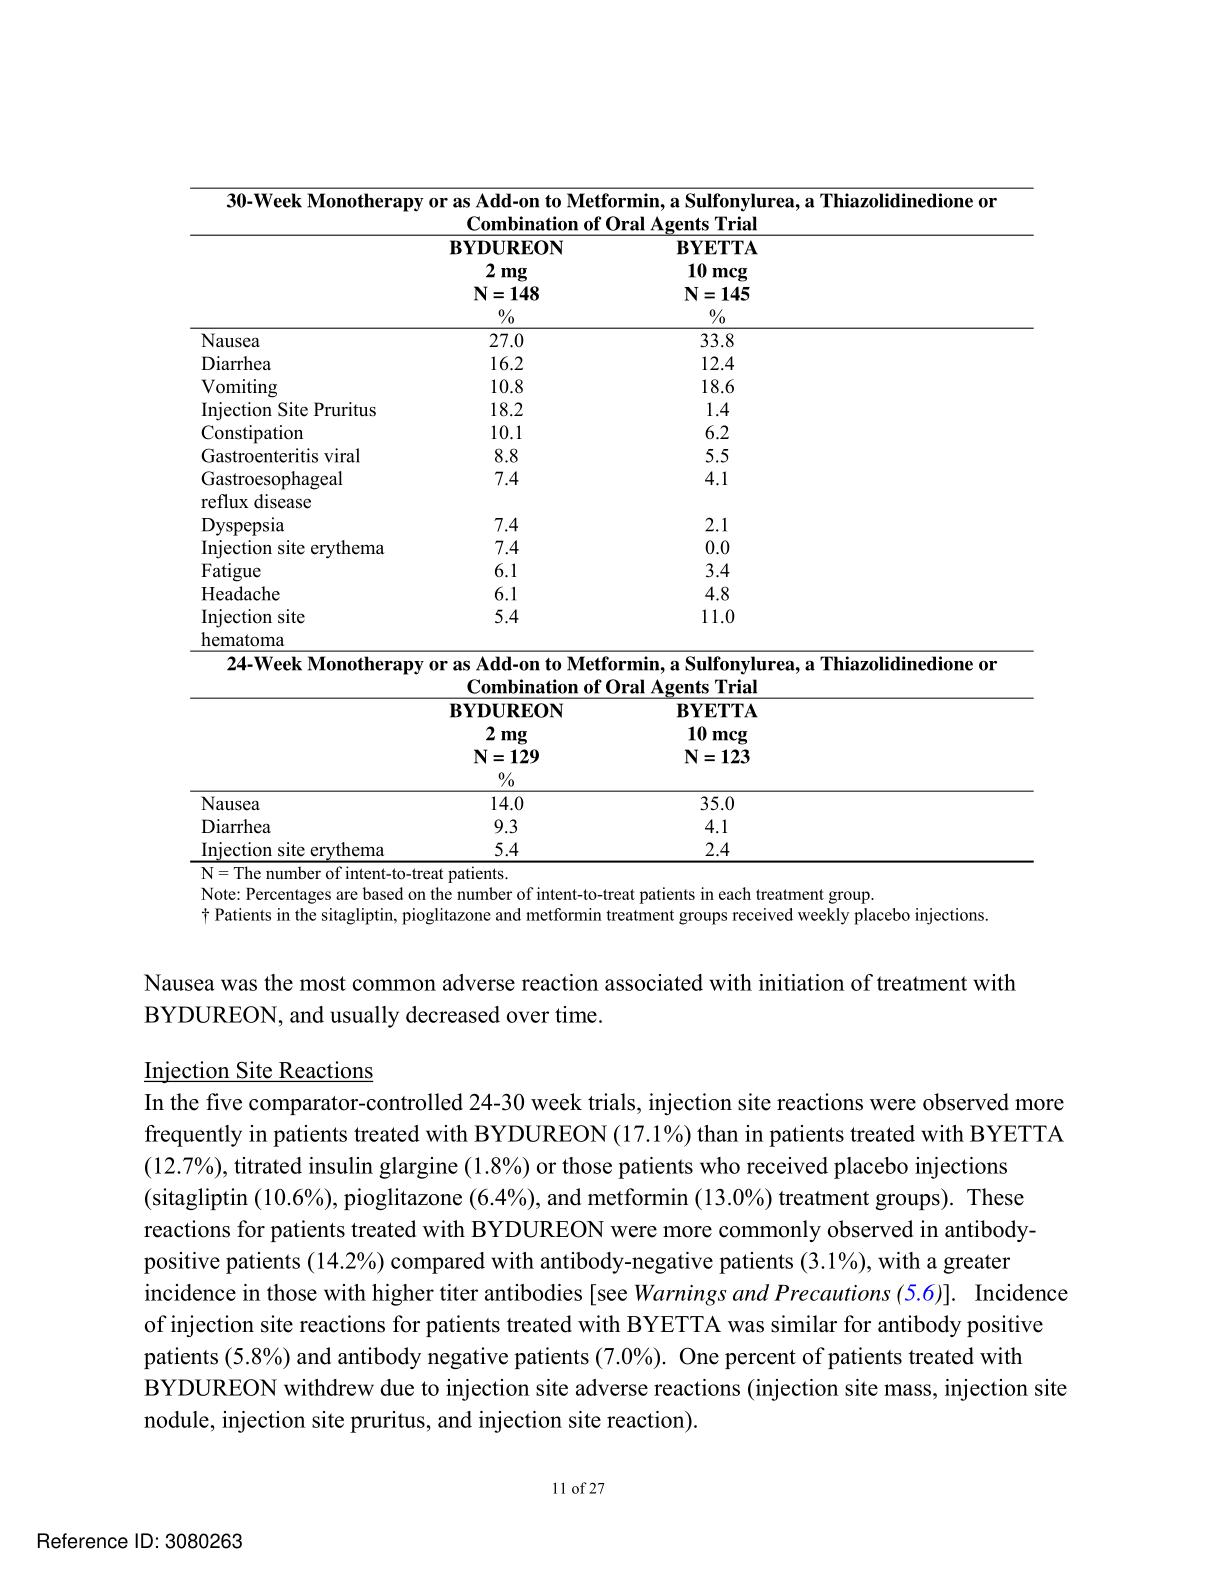 30-Week Monotherapy or as Add-on to Metformin, a Sulfonylurea, a Thiazolidinedione or
Combination of Oral Agents Trial
BYDUREON BYETTA
2 mg 10 mcg
N = 148 N = 145
% %
Nausea 27.0 33.8
Diarrhea 16.2 12.4
Vomiting 10.8 18.6
Injection Site Pruritus 18.2 1.4
Constipation 10.1 6.2
Gastroenteritis viral 8.8 5.5
Gastroesophageal 7.4 4.1
reflux disease
Dyspepsia 7.4 2.1
Injection site erythema 7.4 0.0
Fatigue 6.1 3.4
Headache 6.1 4.8
Injection site 5.4 11.0
hematoma
24-Week Monotherapy or as Add-on to Metformin, a Sulfonylurea, a Thiazolidinedione or
Combination of Oral Agents Trial
BYDUREON BYETTA
2 mg 10 mcg
N = 129 N = 123
%
Nausea 14.0 35.0
Diarrhea 9.3 4.1
Injection site erythema 5.4 2.4
N = The number of intent-to-treat patients.
Note: Percentages are based on the number of intent-to-treat patients in each treatment group.
† Patients in the sitagliptin, pioglitazone and metformin treatment groups received weekly placebo injections.
Nausea was the most common adverse reaction associated with initiation of treatment with
BYDUREON, and usually decreased over time.
Injection Site Reactions
In the five comparator-controlled 24-30 week trials, injection site reactions were observed more
frequently in patients treated with BYDUREON (17.1%) than in patients treated with BYETTA
(12.7%), titrated insulin glargine (1.8%) or those patients who received placebo injections
(sitagliptin (10.6%), pioglitazone (6.4%), and metformin (13.0%) treatment groups).  These
reactions for patients treated with BYDUREON were more commonly observed in antibody-
positive patients (14.2%) compared with antibody-negative patients (3.1%), with a greater
incidence in those with higher titer antibodies [see Warnings and Precautions (5.6)].   Incidence
of injection site reactions for patients treated with BYETTA was similar for antibody positive
patients (5.8%) and antibody negative patients (7.0%).  One percent of patients treated with
BYDUREON withdrew due to injection site adverse reactions (injection site mass, injection site
nodule, injection site pruritus, and injection site reaction).
11 of 27
Reference ID: 3080263